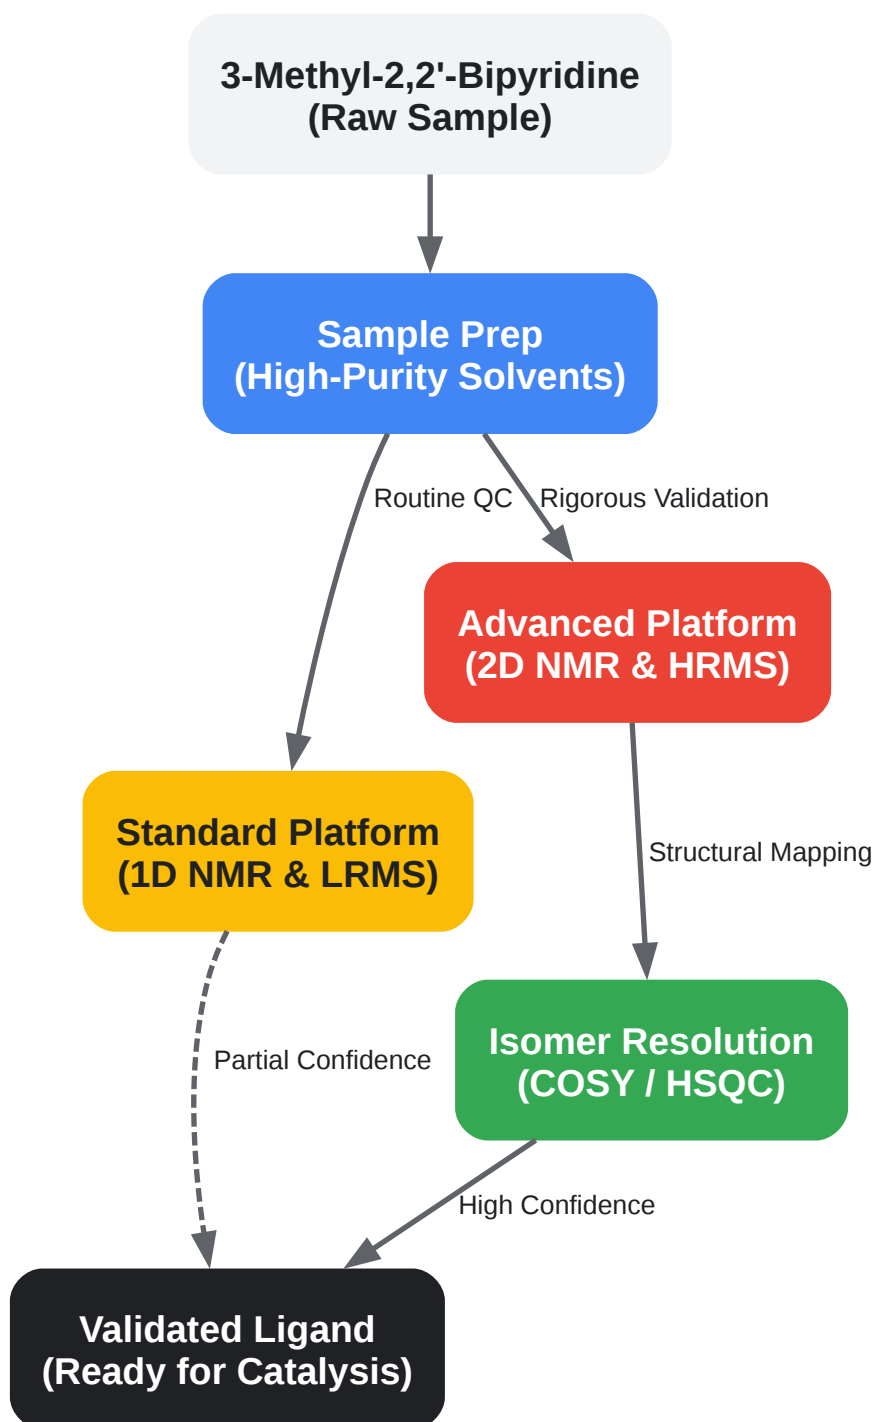 3-Methyl-2,2'-Bipyridine
(Raw Sample)
Sample Prep
(High-Purity Solvents)
Routine QC
Rigorous Validation
Advanced Platform
(2D NMR & HRMS)
Standard Platform
(1D NMR & LRMS)
Structural Mapping
Isomer Resolution
(COSY / HSQC)
Partial Confidence
High Confidence
Validated Ligand
(Ready for Catalysis)